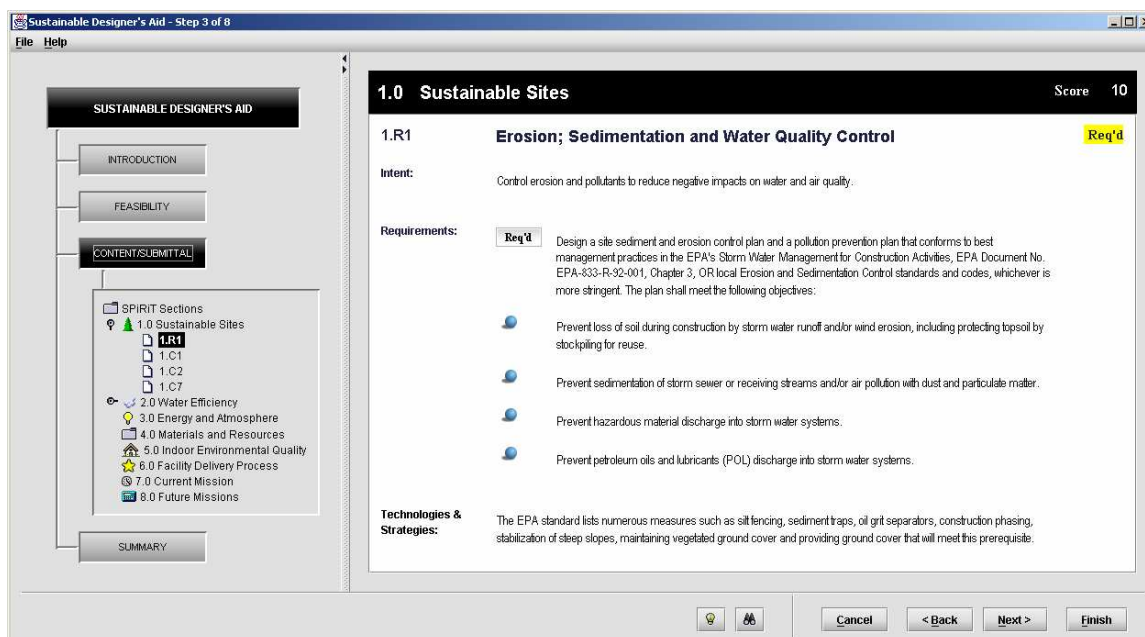 Sustainable Designer's Aid - Step 3 of 8
File Help
SUSTAINABLE DESIGNER'S AID
INTRODUCTION
FEASIBILITY
CONTENT/SUBMITTAL
SPiRiT Sections
1.0 Sustainable Sites
1.R1
1.C1
1.C2
1.C7
2.0 Water Efficiency
3.0 Energy and Atmosphere
4.0 Materials and Resources
5.0 Indoor Environmental Quality
6.0 Facility Delivery Process
7.0 Current Mission
8.0 Future Missions
SUMMARY
1.0 Sustainable Sites Score 10
1.R1 Erosion; Sedimentation and Water Quality Control Req'd
Intent: Control erosion and pollutants to reduce negative impacts on water and air quality.
Requirements: Req'd Design a site sediment and erosion control plan and a pollution prevention plan that conforms to best
management practices in the EPA's Storm Water Management for Construction Activities, EPA Document No.
EPA-833-R-92-001, Chapter 3, OR local Erosion and Sedimentation Control standards and codes, whichever is
more stringent. The plan shall meet the following objectives:
Prevent loss of soil during construction by storm water runoff and/or wind erosion, including protecting topsoil by
stockpiling for reuse.
Prevent sedimentation of storm sewer or receiving streams and/or air pollution with dust and particulate matter.
Prevent hazardous material discharge into storm water systems.
Prevent petroleum oils and lubricants (POL) discharge into storm water systems.
Technologies & Strategies: The EPA standard lists numerous measures such as silt fencing, sediment traps, oil grit separators, construction phasing,
stabilization of steep slopes, maintaining vegetated ground cover and providing ground cover that will meet this prerequisite.
Cancel < Back Next > Finish